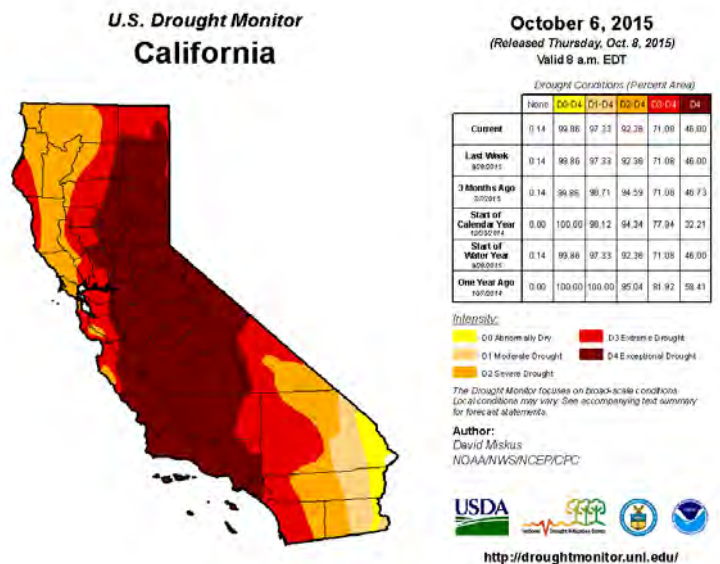 U.S. Drought Monitor
California
October 6, 2015
(Released Thursday, Oct. 8, 2015)
Valid 8 a.m. EDT
Drought Conditions (Percent Area)
None D0-D4 D1-D4 D2-D4 D3-D4 D4
Current 0.14 99.86 97.33 92.36 71.08 46.00
Last Week 0.14 99.86 97.33 92.36 71.08 46.00
3 Months Ago 0.14 99.86 98.71 94.59 71.08 46.73
Start of
Calendar Year 0.00 100.00 98.12 94.34 77.94 32.21
Start of
Water Year 0.14 99.86 97.33 92.36 71.08 46.00
One Year Ago 0.00 100.00 100.00 95.04 81.92 58.41
Intensity:
D0 Abnormally Dry
D3 Extreme Drought
D1 Moderate Drought
D4 Exceptional Drought
D2 Severe Drought
The Drought Monitor focuses on broad-scale conditions.
Local conditions may vary. See accompanying text summary
for forecast statements.
Author:
David Miskus
NOAA/NWS/NCEP/CPC
USDA
http://droughtmonitor.unl.edu/